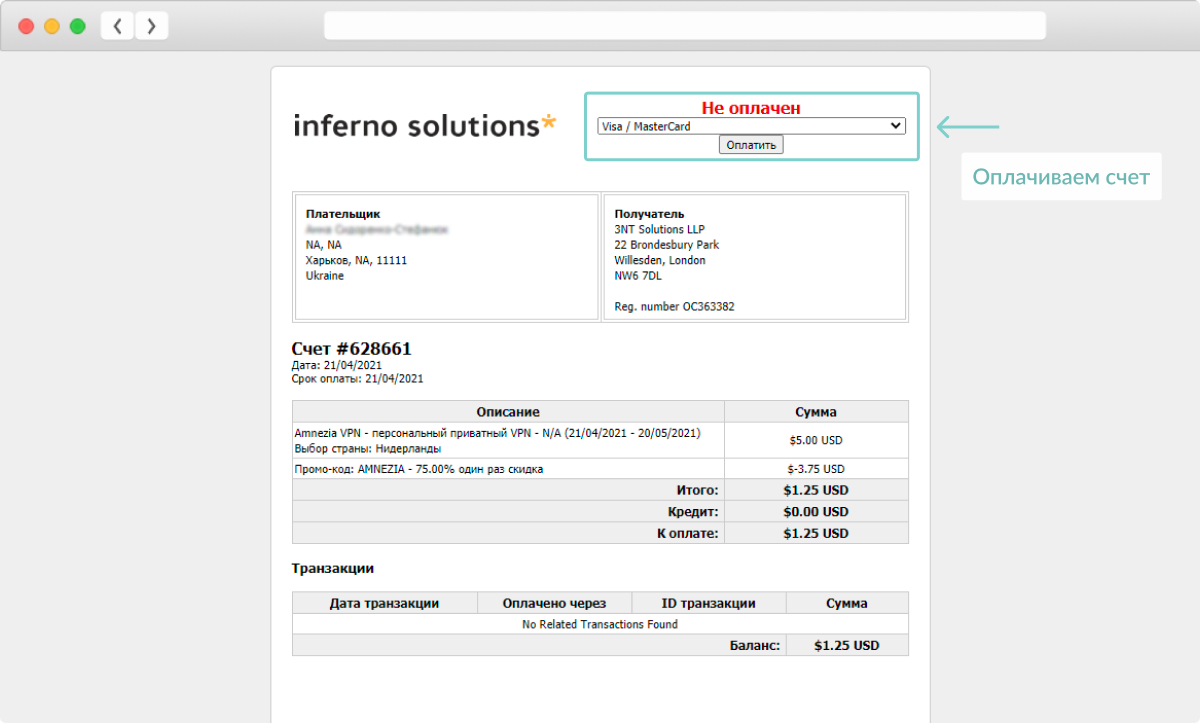 inferno solutions*
Не оплачен
Visa / MasterCard
Оплатить
Оплачиваем счет
Плательщик
NA, NA
Харьков, NA, 11111
Ukraine
Получатель
3NT Solutions LLP
22 Brondesbury Park
Willesden, London
NW6 7DL
Reg. number OC363382
Счет #628661
Дата: 21/04/2021
Срок оплаты: 21/04/2021
Описание Сумма
Amnezia VPN - персональный приватный VPN - N/A (21/04/2021 - 20/05/2021)
Выбор страны: Нидерланды
$5.00 USD
Промо-код: AMNEZIA - 75.00% один раз скидка $-3.75 USD
Итого: $1.25 USD
Кредит: $0.00 USD
К оплате: $1.25 USD
Транзакции
Дата транзакции Оплачено через ID транзакции Сумма
No Related Transactions Found
Баланс: $1.25 USD